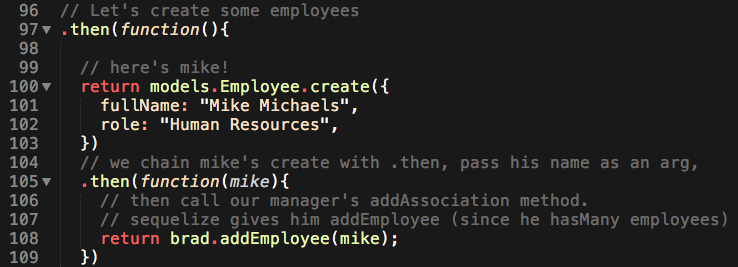 96 // Let's create some employees
97 .then(function(){
98
99 // here's mike!
100 return models.Employee.create({
101 fullName: "Mike Michaels",
102 role: "Human Resources",
103 })
104 // we chain mike's create with .then, pass his name as an arg,
105 .then(function(mike){
106 // then call our manager's addAssociation method.
107 // sequelize gives him addEmployee (since he hasMany employees)
108 return brad.addEmployee(mike);
109 })